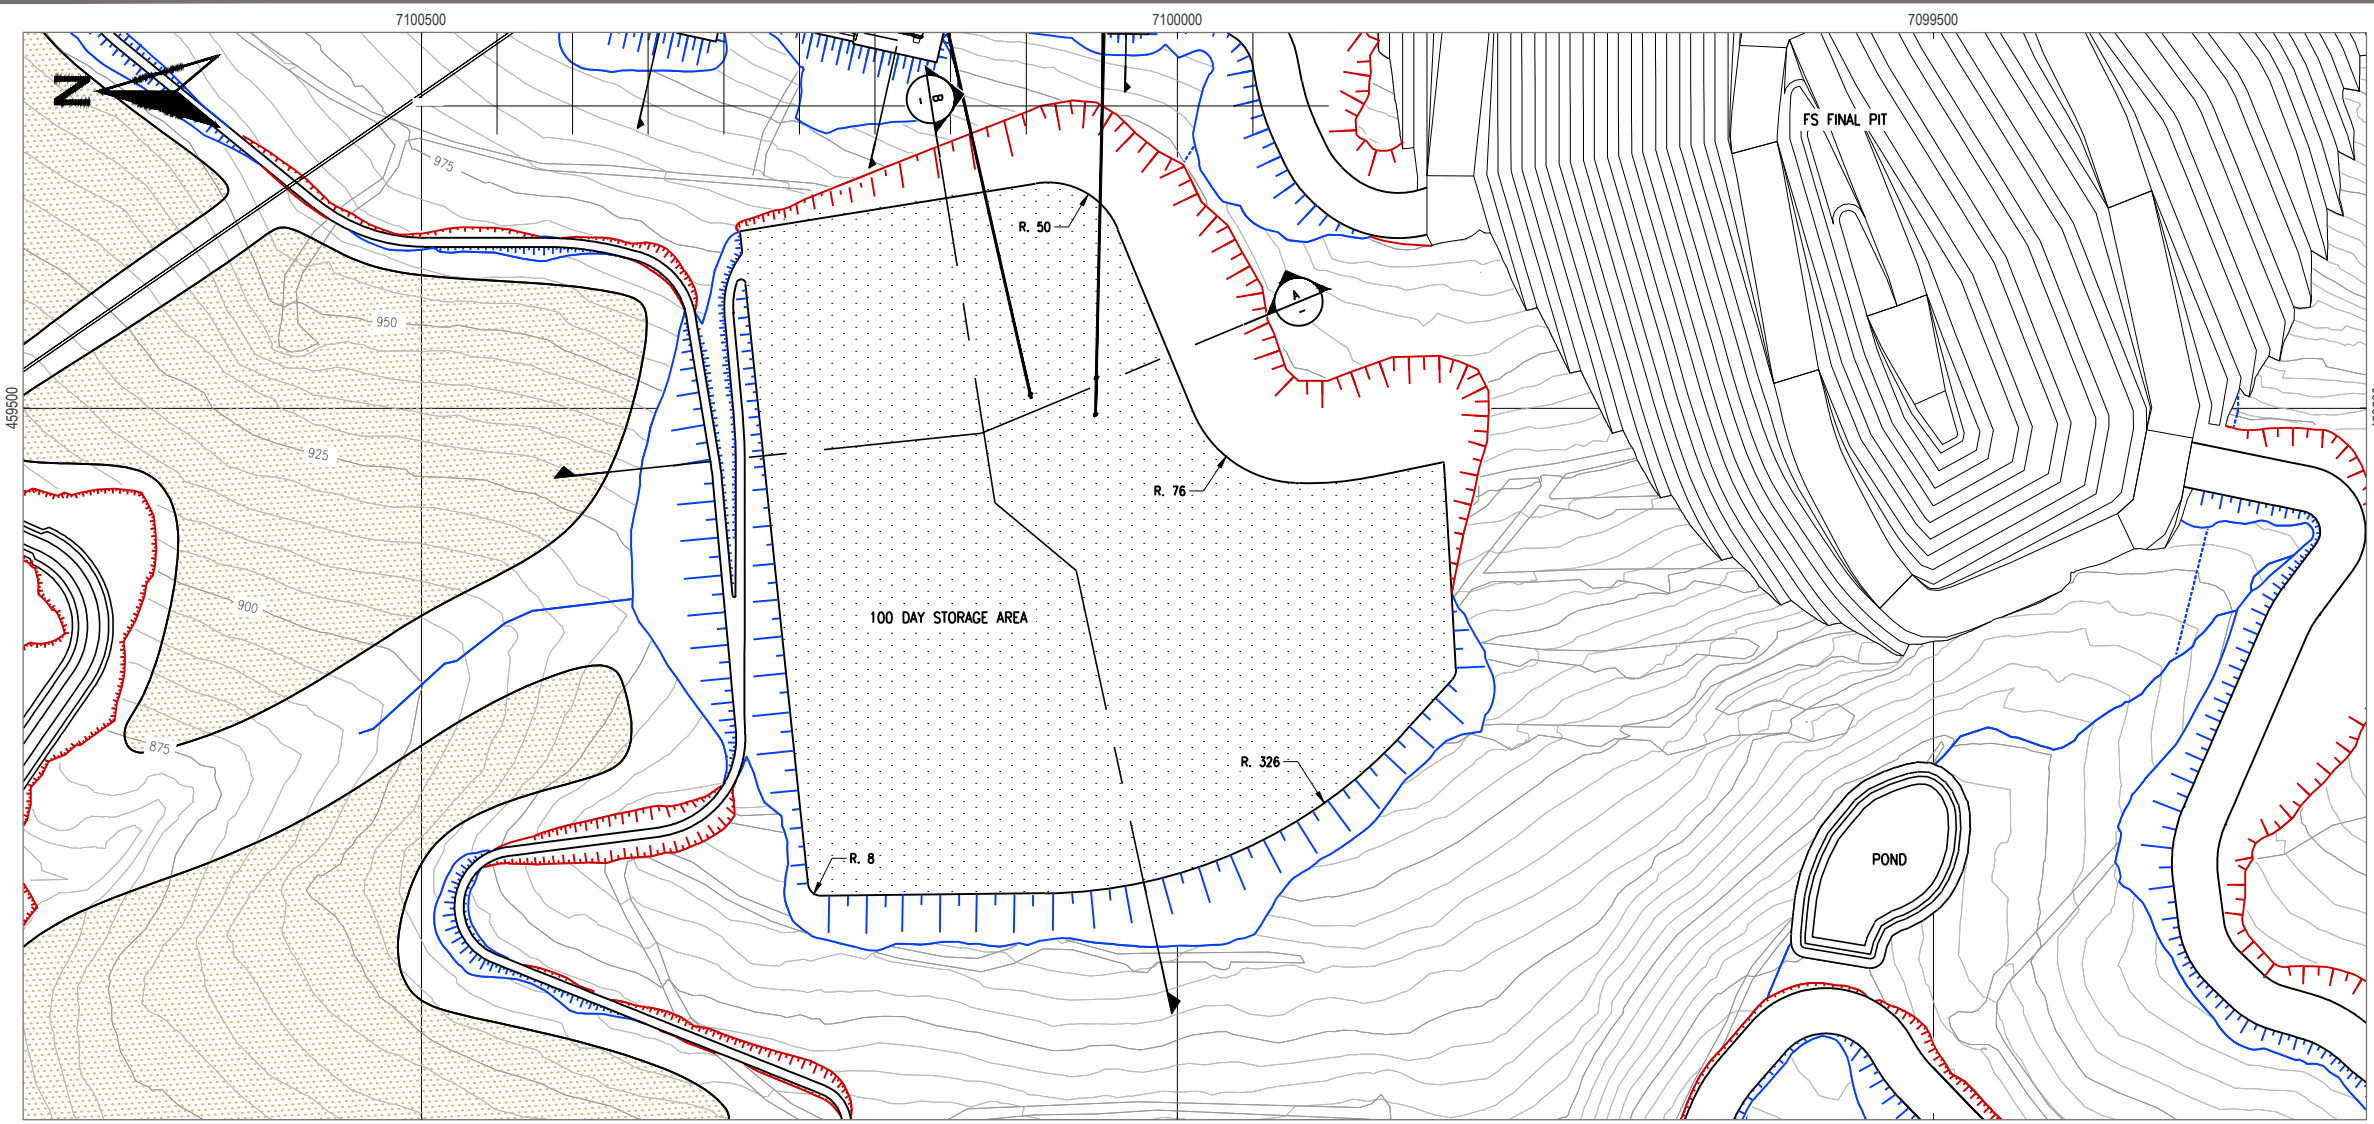 7100500
7100000
7099500
N
B
-
FS FINAL PIT
975
R. 50
A
-
950
459500
925
R. 76
900
100 DAY STORAGE AREA
875
R. 326
R. 8
POND